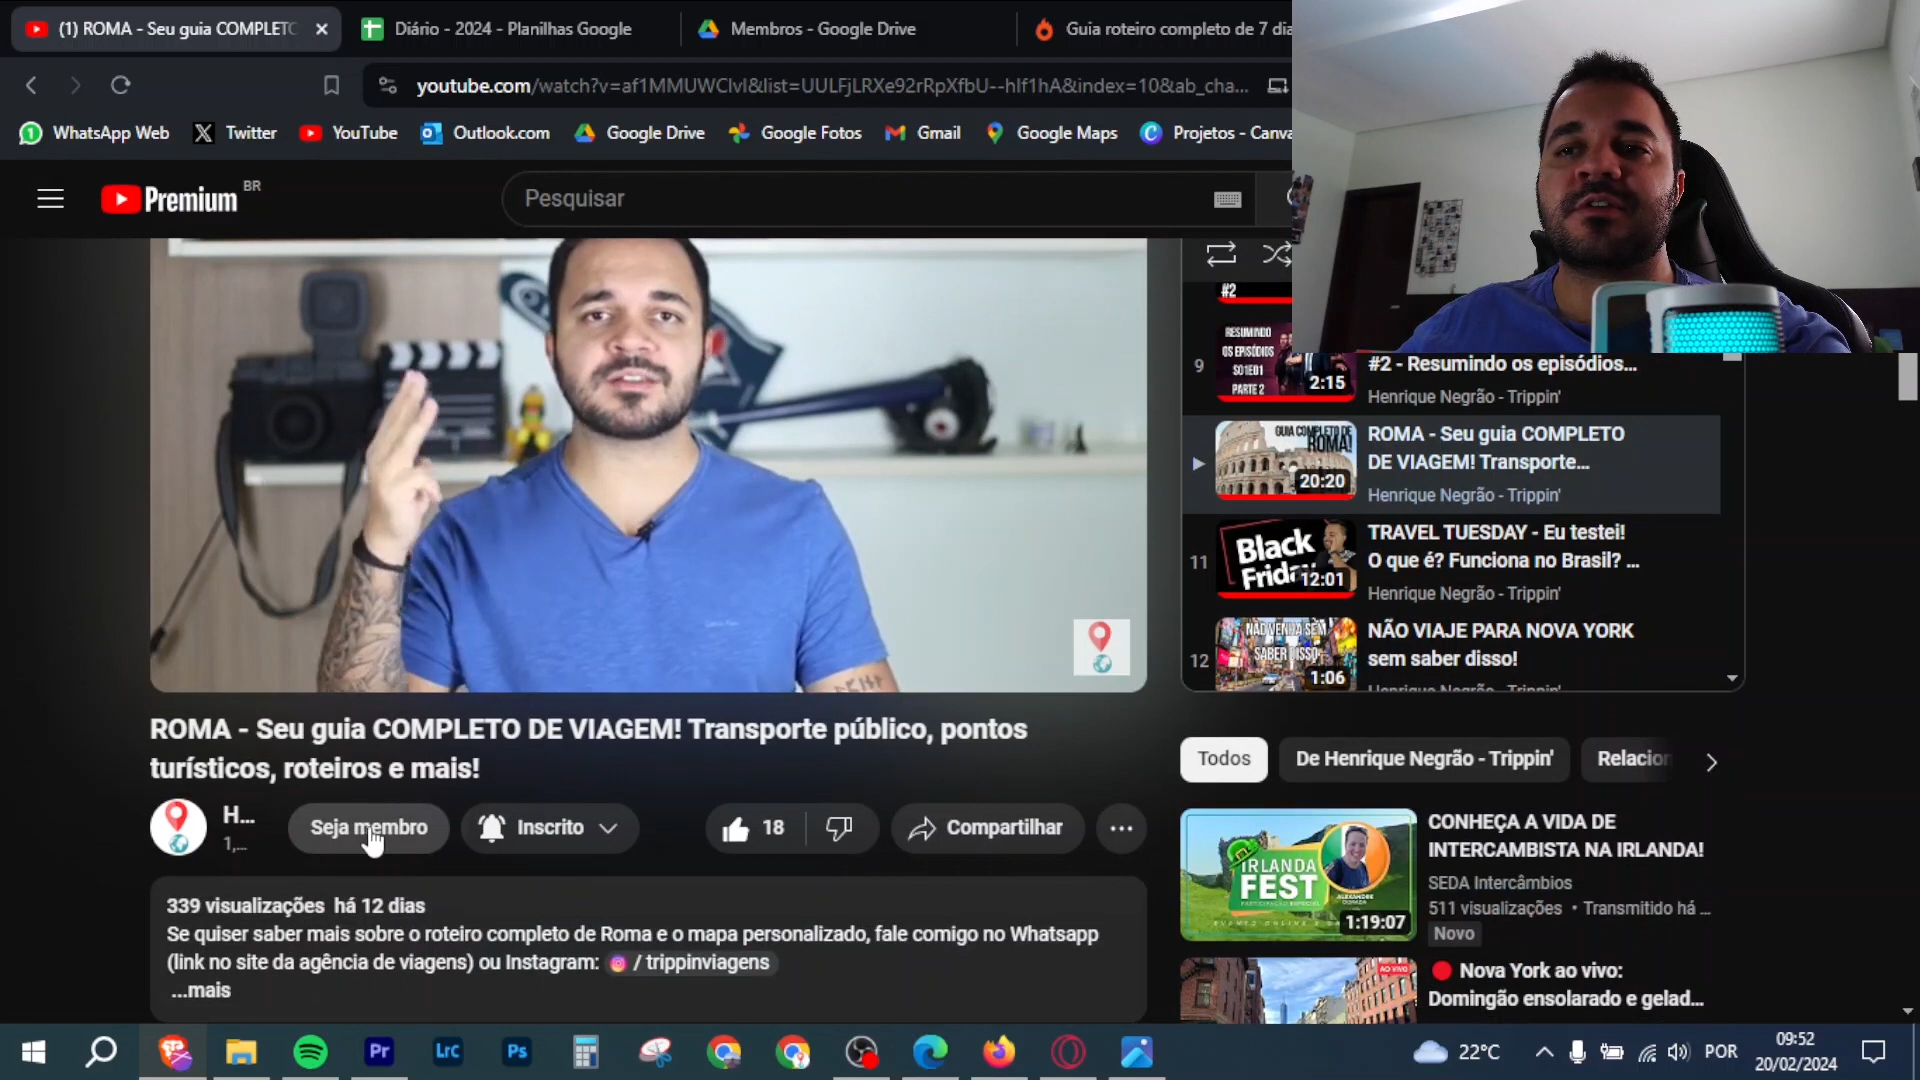 (1) ROMA - Seu guia COMPLETO
Diário - 2024 - Planilhas Google
Membros - Google Drive
Guia roteiro completo de 7 dia
youtube.com/watch?v=af1MMUWClvI&list=UULFjLRXe92rRpXfbU--hIf1hA&index=10&ab_cha...
WhatsApp Web
Twitter
YouTube
Outlook.com
Google Drive
Google Fotos
Gmail
Google Maps
Projetos - Canva
Premium BR
Pesquisar
#2
9
RESUMINDO
OS EPISÓDIOS
S01E01
PARTE 2
2:15
#2 - Resumindo os episódios...
Henrique Negrão - Trippin'
GUIA COMPLETO DE
ROMA!
20:20
ROMA - Seu guia COMPLETO
DE VIAGEM! Transporte...
Henrique Negrão - Trippin'
11
Black
Friday
12:01
TRAVEL TUESDAY - Eu testei!
O que é? Funciona no Brasil? ...
Henrique Negrão - Trippin'
12
NÃO VENHA SEM
SABER DISSO
1:06
NÃO VIAJE PARA NOVA YORK
sem saber disso!
Henrique Negrão - Trippin'
ROMA - Seu guia COMPLETO DE VIAGEM! Transporte público, pontos
turísticos, roteiros e mais!
H...
1,...
Seja membro
Inscrito
18
Compartilhar
339 visualizações há 12 dias
Se quiser saber mais sobre o roteiro completo de Roma e o mapa personalizado, fale comigo no Whatsapp
(link no site da agência de viagens) ou Instagram: / trippinviagens
...mais
Todos
De Henrique Negrão - Trippin'
Relacion
IRLANDA
FEST
1:19:07
CONHEÇA A VIDA DE
INTERCAMBISTA NA IRLANDA!
SEDA Intercâmbios
511 visualizações • Transmitido há ...
Novo
AO VIVO
Nova York ao vivo:
Domingão ensolarado e gelad...
Pr
LrC
Ps
22°C
POR
09:52
20/02/2024